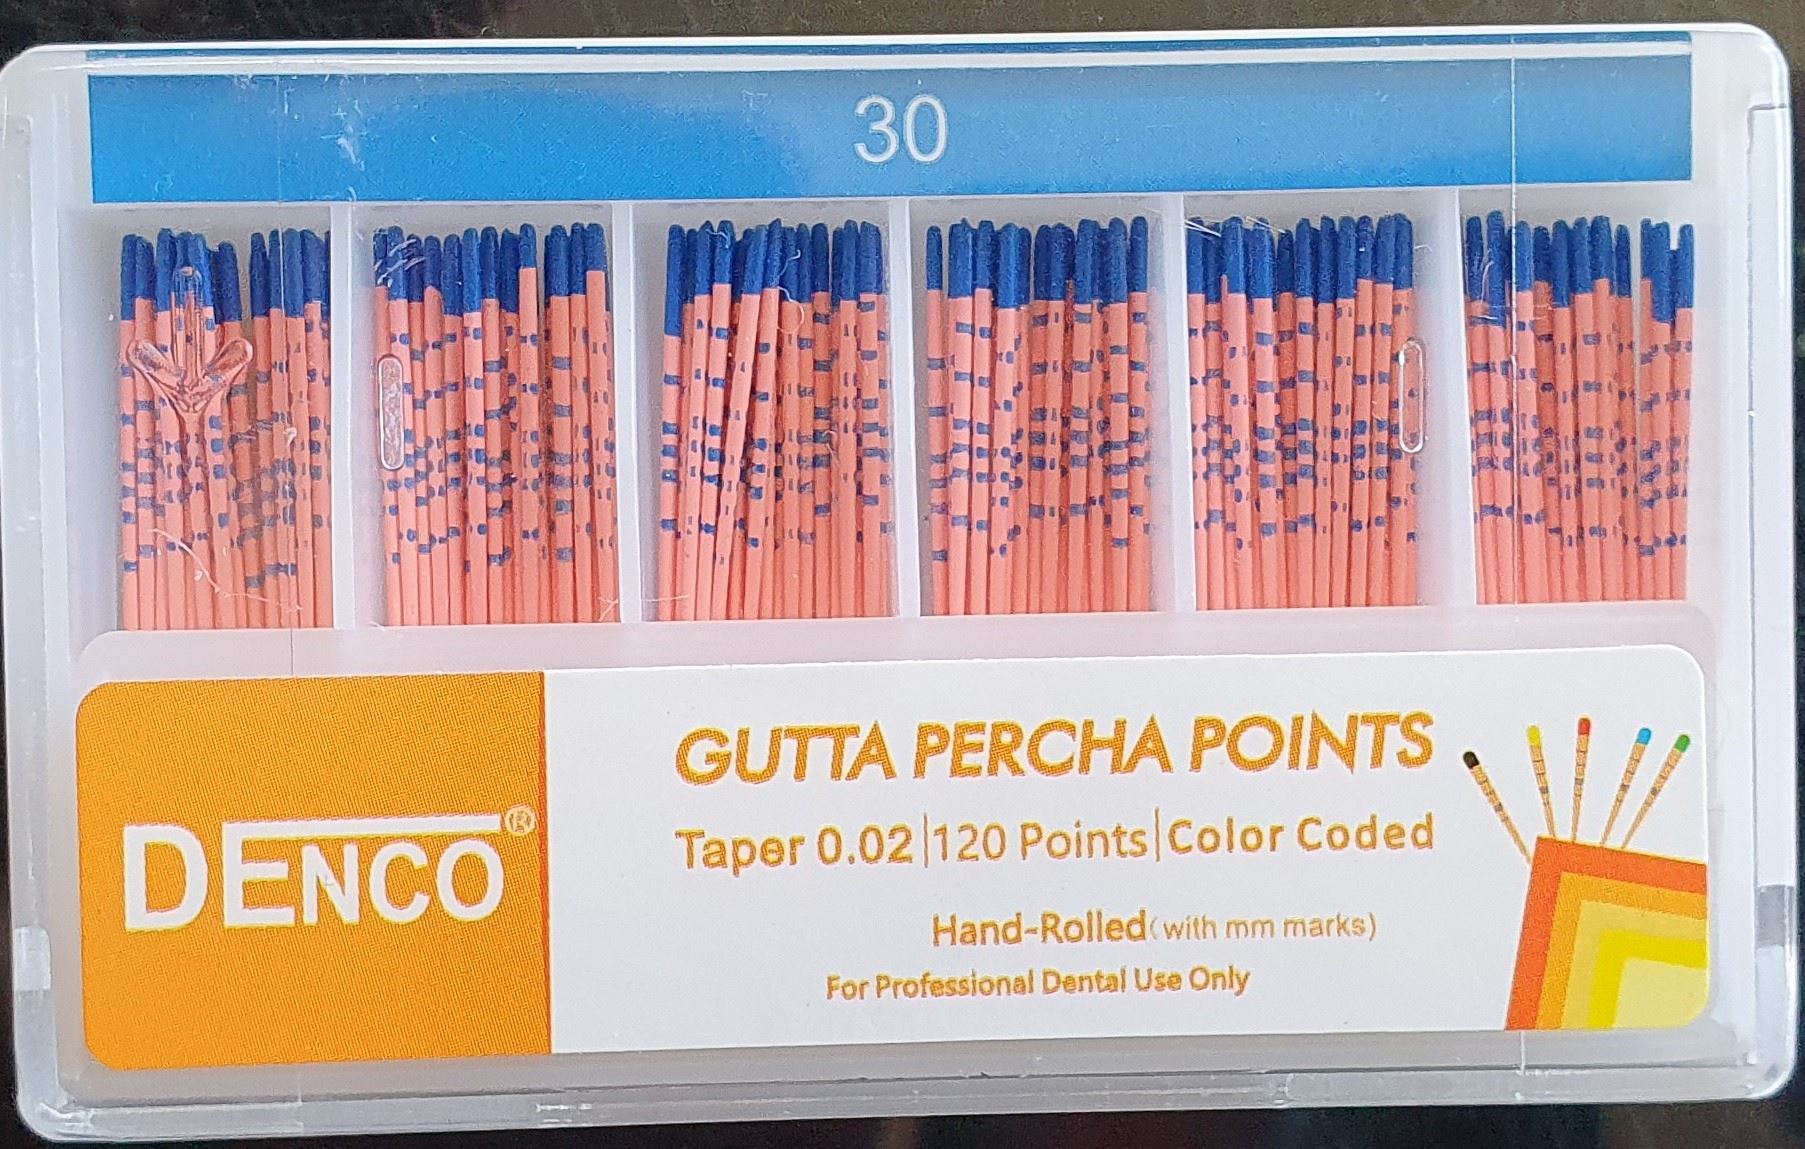 30
GUTTA PERCHA POINTS
Taper 0.02|120 Points|Color Coded
DENCO®
Hand-Rolled(with mm marks)
For Professional Dental Use Only